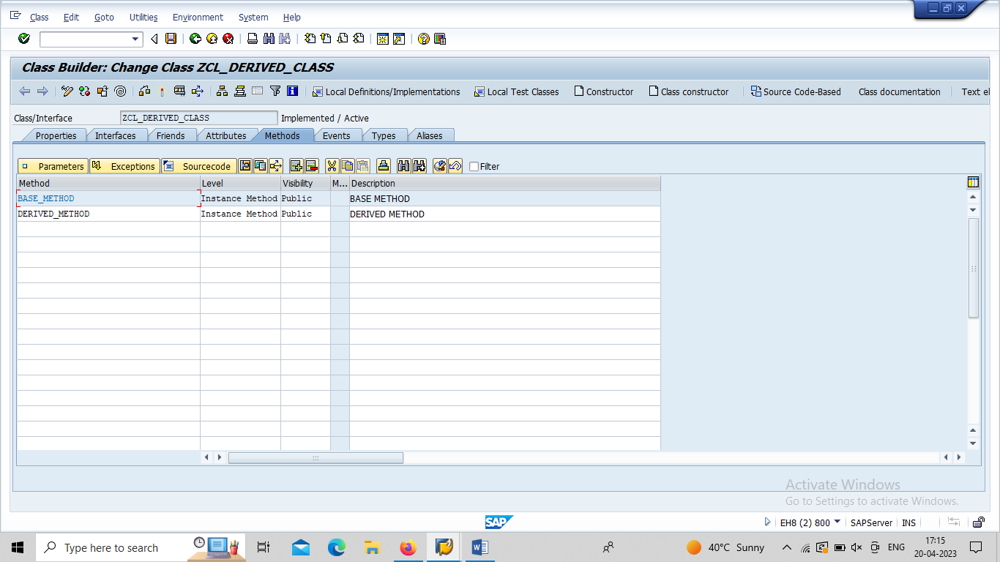 Class Edit Goto Utilities Environment System Help
Class Builder: Change Class ZCL_DERIVED_CLASS
Local Definitions/Implementations Local Test Classes Constructor Class constructor Source Code-Based Class documentation Text el
Class/Interface ZCL_DERIVED_CLASS Implemented / Active
Properties Interfaces Friends Attributes Methods Events Types Aliases
Parameters Exceptions Sourcecode Filter
Method Level Visibility M... Description
BASE_METHOD Instance Method Public BASE METHOD
DERIVED_METHOD Instance Method Public DERIVED METHOD
Activate Windows
Go to Settings to activate Windows.
SAP EH8 (2) 800 SAPServer INS
Type here to search 40°C Sunny ENG 17:15
20-04-2023